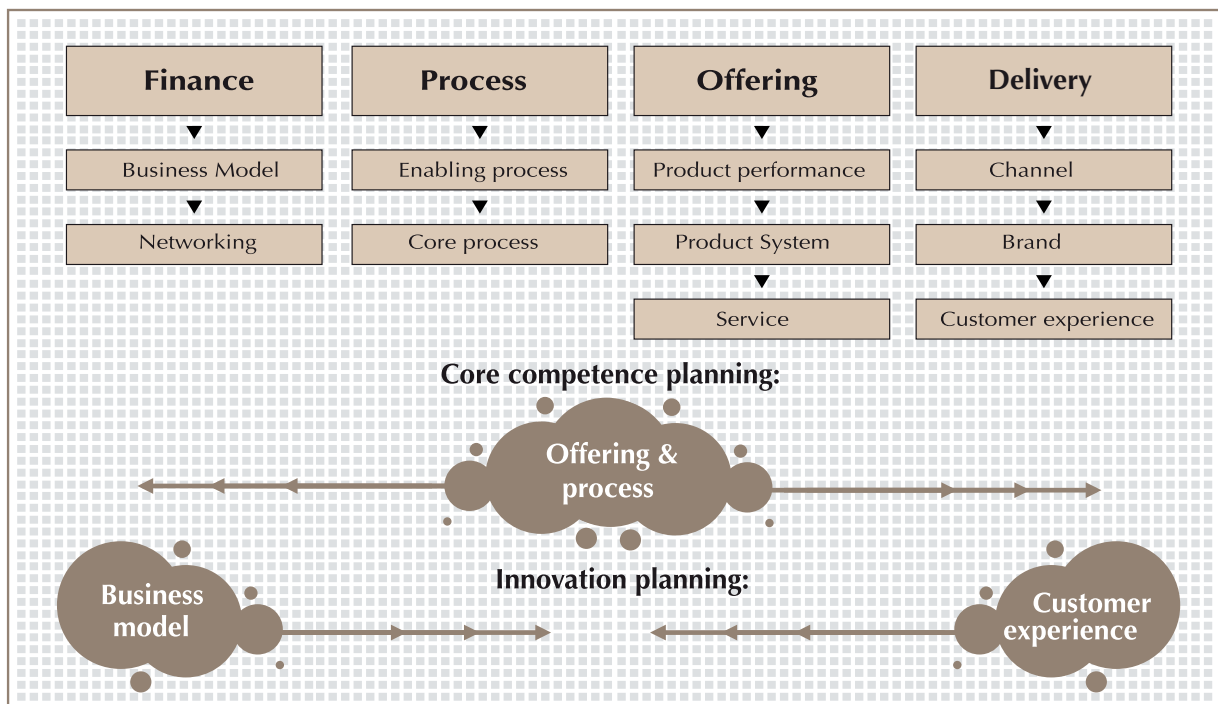 Finance
Process
Offering
Delivery
Business Model
Enabling process
Product performance
Channel
Networking
Core process
Product System
Brand
Service
Customer experience
Core competence planning:
Offering &
process
Innovation planning:
Business
model
Customer
experience